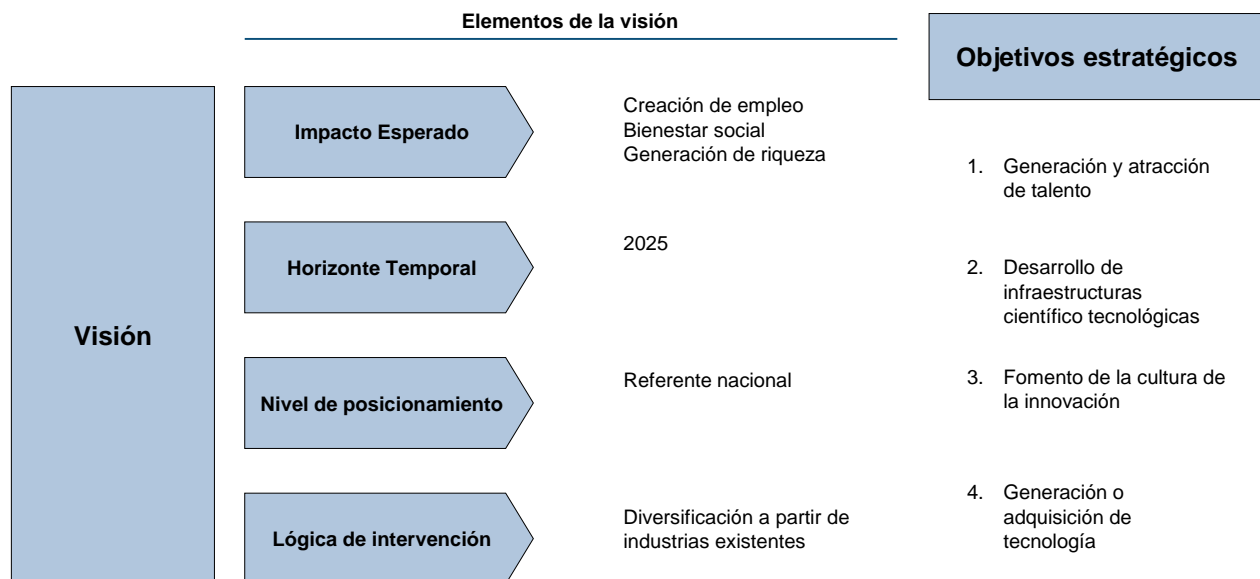 Elementos de la visión
Objetivos estratégicos
Visión
Impacto Esperado
Creación de empleo
Bienestar social
Generación de riqueza
Horizonte Temporal
2025
Nivel de posicionamiento
Referente nacional
Lógica de intervención
Diversificación a partir de
industrias existentes
1. Generación y atracción
de talento
2. Desarrollo de
infraestructuras
científico tecnológicas
3. Fomento de la cultura de
la innovación
4. Generación o
adquisición de
tecnología